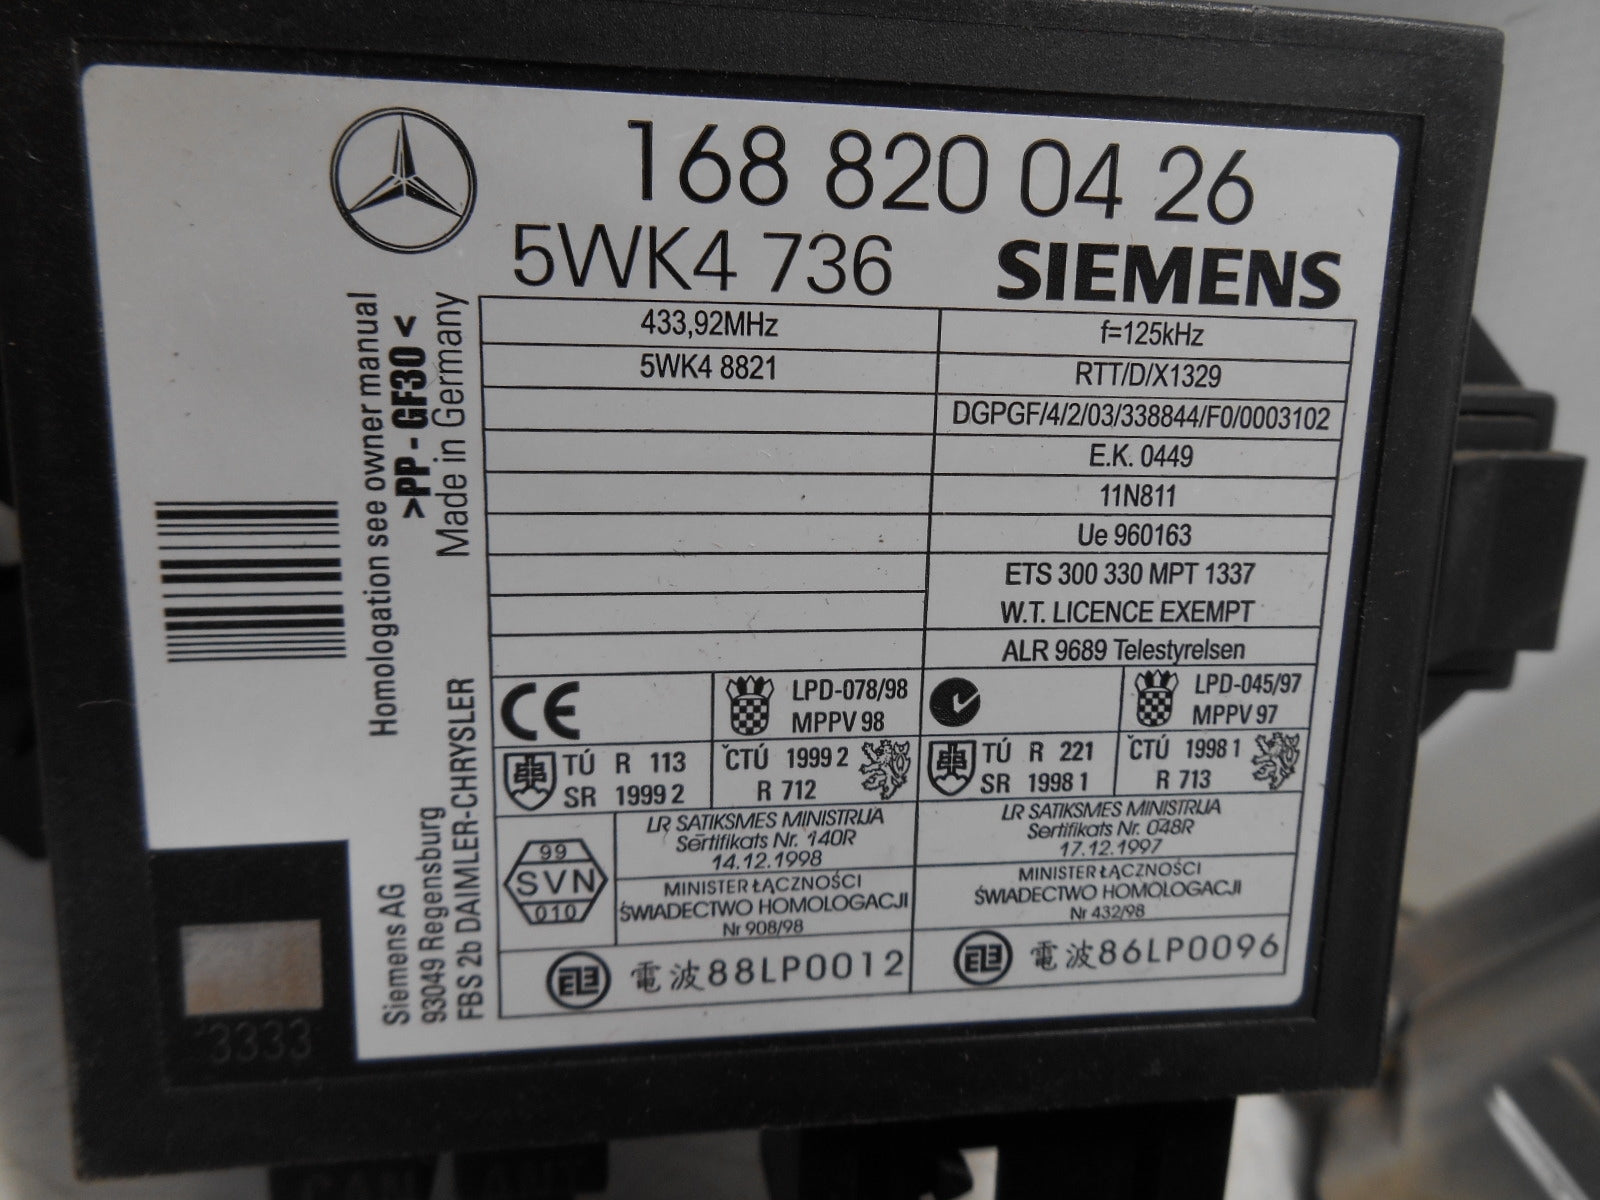 168 820 04 26
5WK4 736
SIEMENS
Homologation see owner manual
>PP-GF30<
Made in Germany
Siemens AG
93049 Regensburg
FBS 2b DAIMLER-CHRYSLER
433,92MHz
f=125kHz
5WK4 8821
RTT/D/X1329
DGPGF/4/2/03/338844/F0/0003102
E.K. 0449
11N811
Ue 960163
ETS 300 330 MPT 1337
W.T. LICENCE EXEMPT
ALR 9689 Telestyrelsen
CE
LPD-078/98
MPPV 98
LPD-045/97
MPPV 97
TÚ R 113
SR 1999 2
ČTÚ 1999 2
R 712
TÚ R 221
SR 1998 1
ČTÚ 1998 1
R 713
99
SVN
010
LR SATIKSMES MINISTRIJA
Sertifikats Nr. 140R
14.12.1998
LR SATIKSMES MINISTRIJA
Sertifikats Nr. 048R
17.12.1997
MINISTER ŁĄCZNOŚCI
ŚWIADECTWO HOMOLOGACJI
Nr 908/98
MINISTER ŁĄCZNOŚCI
ŚWIADECTWO HOMOLOGACJI
Nr 432/98
電波88LP0012
電波86LP0096
3333
CAN
ANT